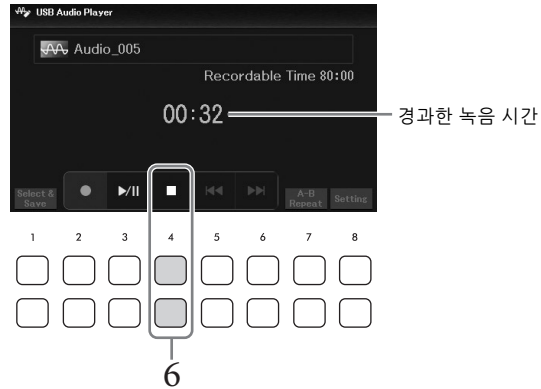 USB Audio Player
Audio_005
Recordable Time 80:00
00:32
경과한 녹음 시간
Select & Save
A-B Repeat
Setting
1 2 3 4 5 6 7 8
6